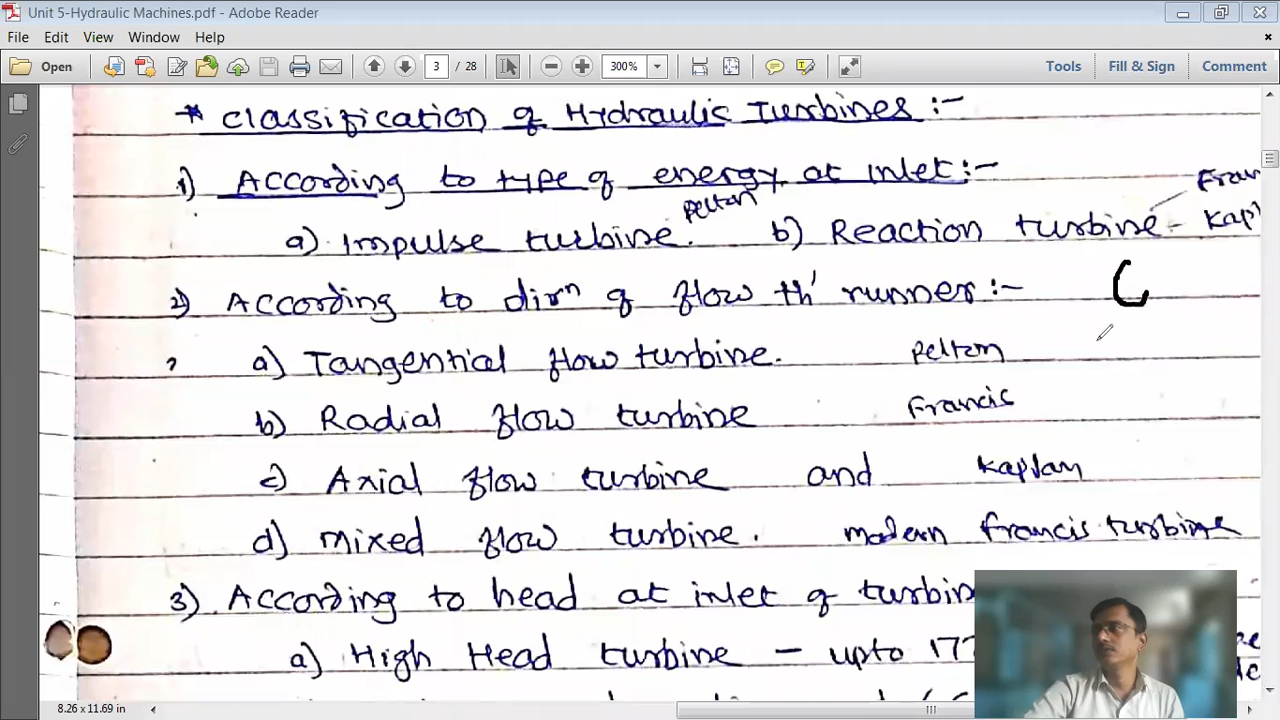 Unit 5-Hydraulic Machines.pdf - Adobe Reader
File Edit View Window Help
Open 3 / 28 300% Tools Fill & Sign Comment
* Classification of Hydraulic Turbines :-
1) According to type of energy at inlet :-
a) Impulse turbine. Pelton b) Reaction turbine - Fran Kapl
2) According to dirn of flow th' runner :-
a) Tangential flow turbine. Pelton
b) Radial flow turbine Francis
c) Axial flow turbine and Kaplan
d) Mixed flow turbine. modern Francis turbine
3) According to head at inlet of turbin
a) High Head turbine - upto 177
8.26 x 11.69 in